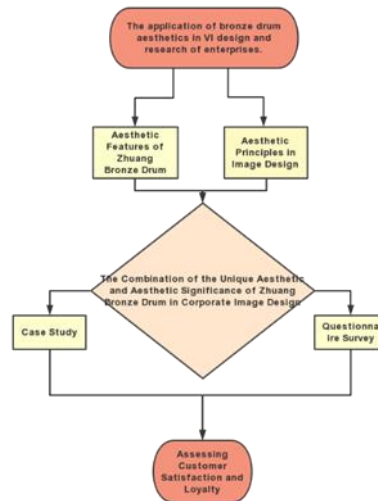 The application of bronze drum
aesthetics in VI design and
research of enterprises.
Aesthetic
Features of
Zhuang
Bronze Drum
Aesthetic
Principles in
Image Design
The Combination of the Unique Aesthetic
and Aesthetic Significance of Zhuang
Bronze Drum in Corporate Image Design
Case Study
Questionna
ire Survey
Assessing
Customer
Satisfaction and
Loyalty